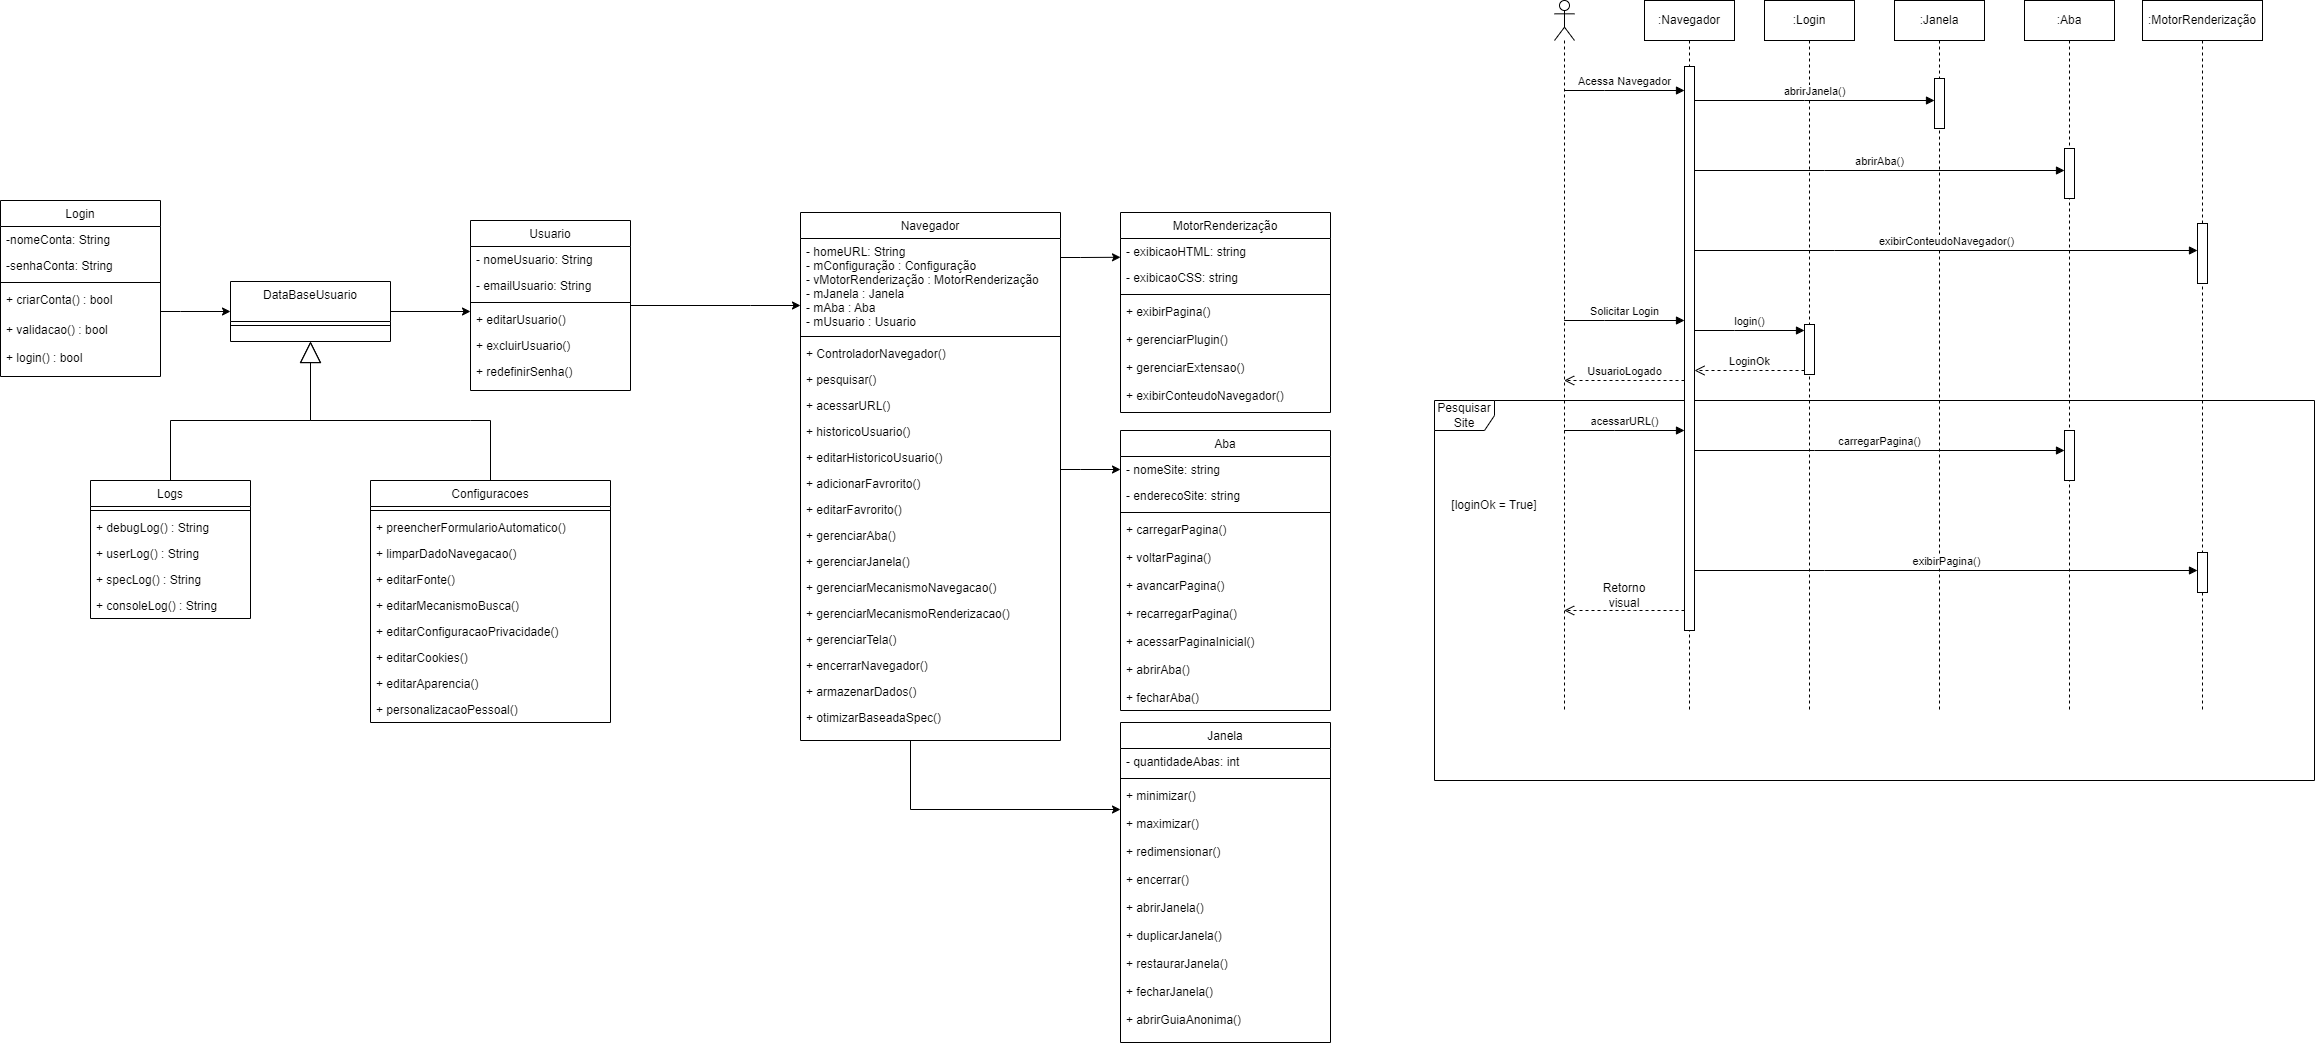 Login
-nomeConta: String
-senhaConta: String
+ criarConta() : bool
+ validacao() : bool
+ login() : bool
DataBaseUsuario
Usuario
- nomeUsuario: String
- emailUsuario: String
+ editarUsuario()
+ excluirUsuario()
+ redefinirSenha()
Logs
+ debugLog() : String
+ userLog() : String
+ specLog() : String
+ consoleLog() : String
Configuracoes
+ preencherFormularioAutomatico()
+ limparDadoNavegacao()
+ editarFonte()
+ editarMecanismoBusca()
+ editarConfiguracaoPrivacidade()
+ editarCookies()
+ editarAparencia()
+ personalizacaoPessoal()
Navegador
- homeURL: String
- mConfiguração : Configuração
- vMotorRenderização : MotorRenderização
- mJanela : Janela
- mAba : Aba
- mUsuario : Usuario
+ ControladorNavegador()
+ pesquisar()
+ acessarURL()
+ historicoUsuario()
+ editarHistoricoUsuario()
+ adicionarFavrorito()
+ editarFavrorito()
+ gerenciarAba()
+ gerenciarJanela()
+ gerenciarMecanismoNavegacao()
+ gerenciarMecanismoRenderizacao()
+ gerenciarTela()
+ encerrarNavegador()
+ armazenarDados()
+ otimizarBaseadaSpec()
MotorRenderização
- exibicaoHTML: string
- exibicaoCSS: string
+ exibirPagina()
+ gerenciarPlugin()
+ gerenciarExtensao()
+ exibirConteudoNavegador()
Aba
- nomeSite: string
- enderecoSite: string
+ carregarPagina()
+ voltarPagina()
+ avancarPagina()
+ recarregarPagina()
+ acessarPaginaInicial()
+ abrirAba()
+ fecharAba()
Janela
- quantidadeAbas: int
+ minimizar()
+ maximizar()
+ redimensionar()
+ encerrar()
+ abrirJanela()
+ duplicarJanela()
+ restaurarJanela()
+ fecharJanela()
+ abrirGuiaAnonima()
:Navegador
:Login
:Janela
:Aba
:MotorRenderização
Acessa Navegador
abrirJanela()
abrirAba()
exibirConteudoNavegador()
Solicitar Login
login()
LoginOk
UsuarioLogado
Pesquisar
Site
acessarURL()
carregarPagina()
[loginOk = True]
exibirPagina()
Retorno
visual